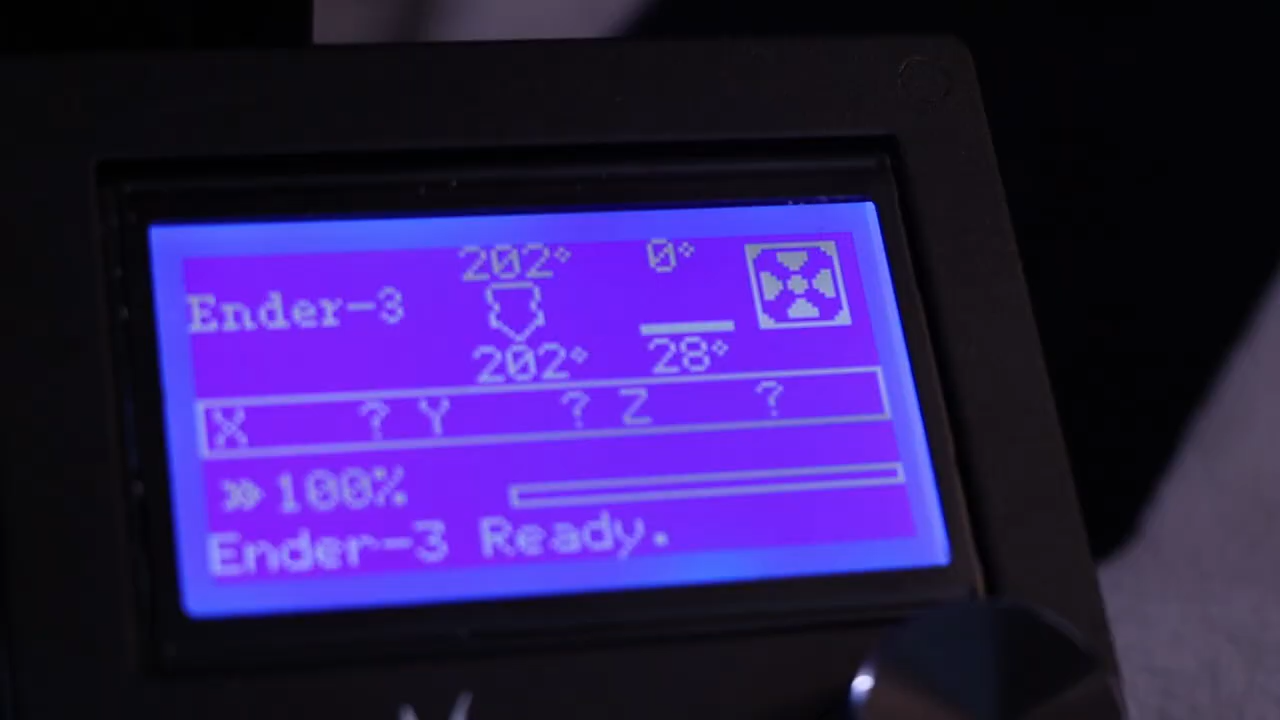 202° 0°
Ender-3
202° 28°
X ? Y ? Z ?
»100%
Ender-3 Ready.